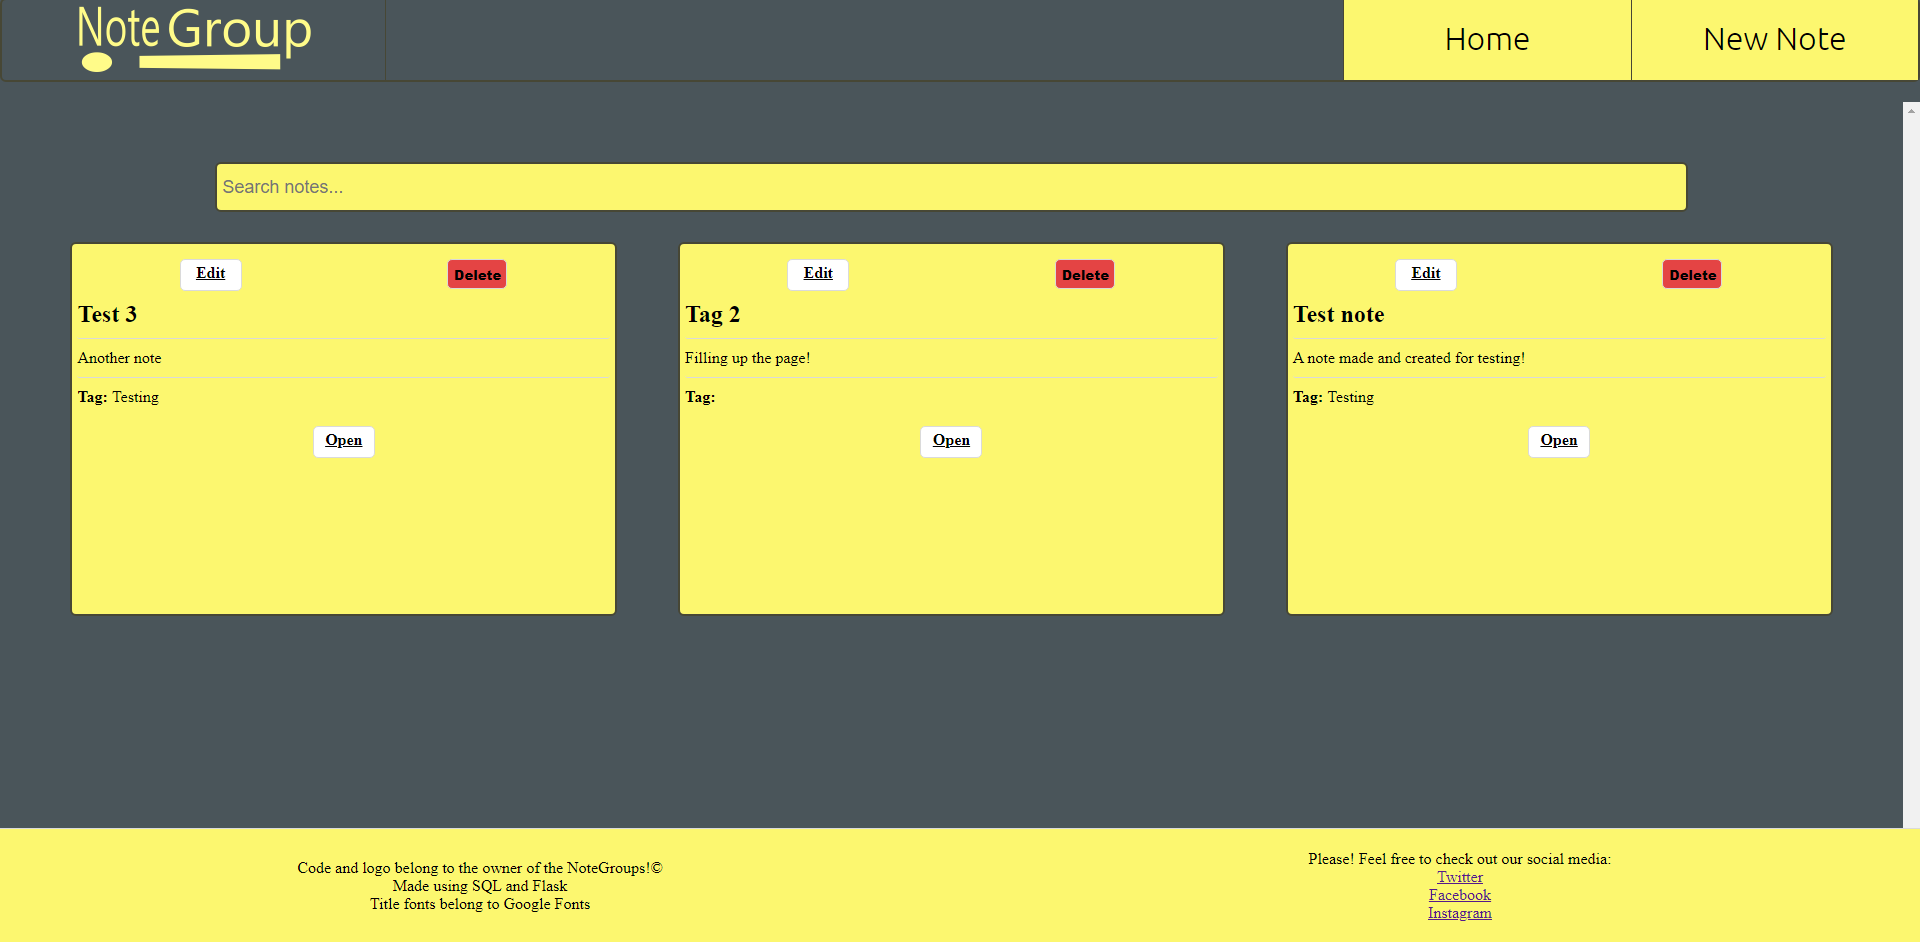 Note Group
Home
New Note
Search notes...
Edit
Delete
Test 3
Another note
Tag: Testing
Open
Edit
Delete
Tag 2
Filling up the page!
Tag:
Open
Edit
Delete
Test note
A note made and created for testing!
Tag: Testing
Open
Code and logo belong to the owner of the NoteGroups!©
Made using SQL and Flask
Title fonts belong to Google Fonts
Please! Feel free to check out our social media:
Twitter
Facebook
Instagram